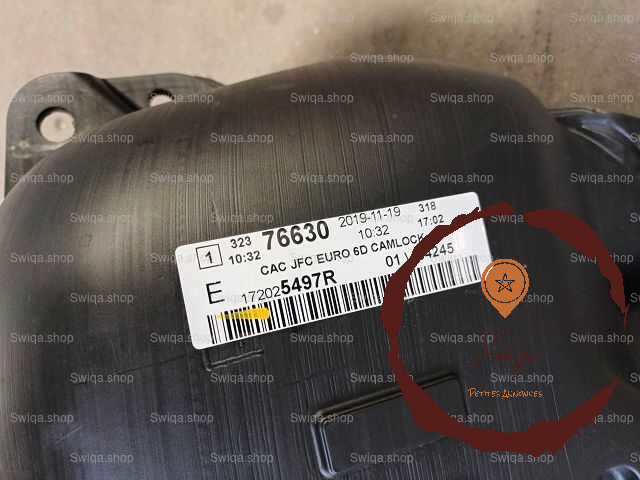 1 323 76630 2019-11-19 318
10:32 10:32 17:02
CAC JFC EURO 6D CAMLOCK
E 172025497R 01 4245
Swiqa.shop
PETITES ANNONCES